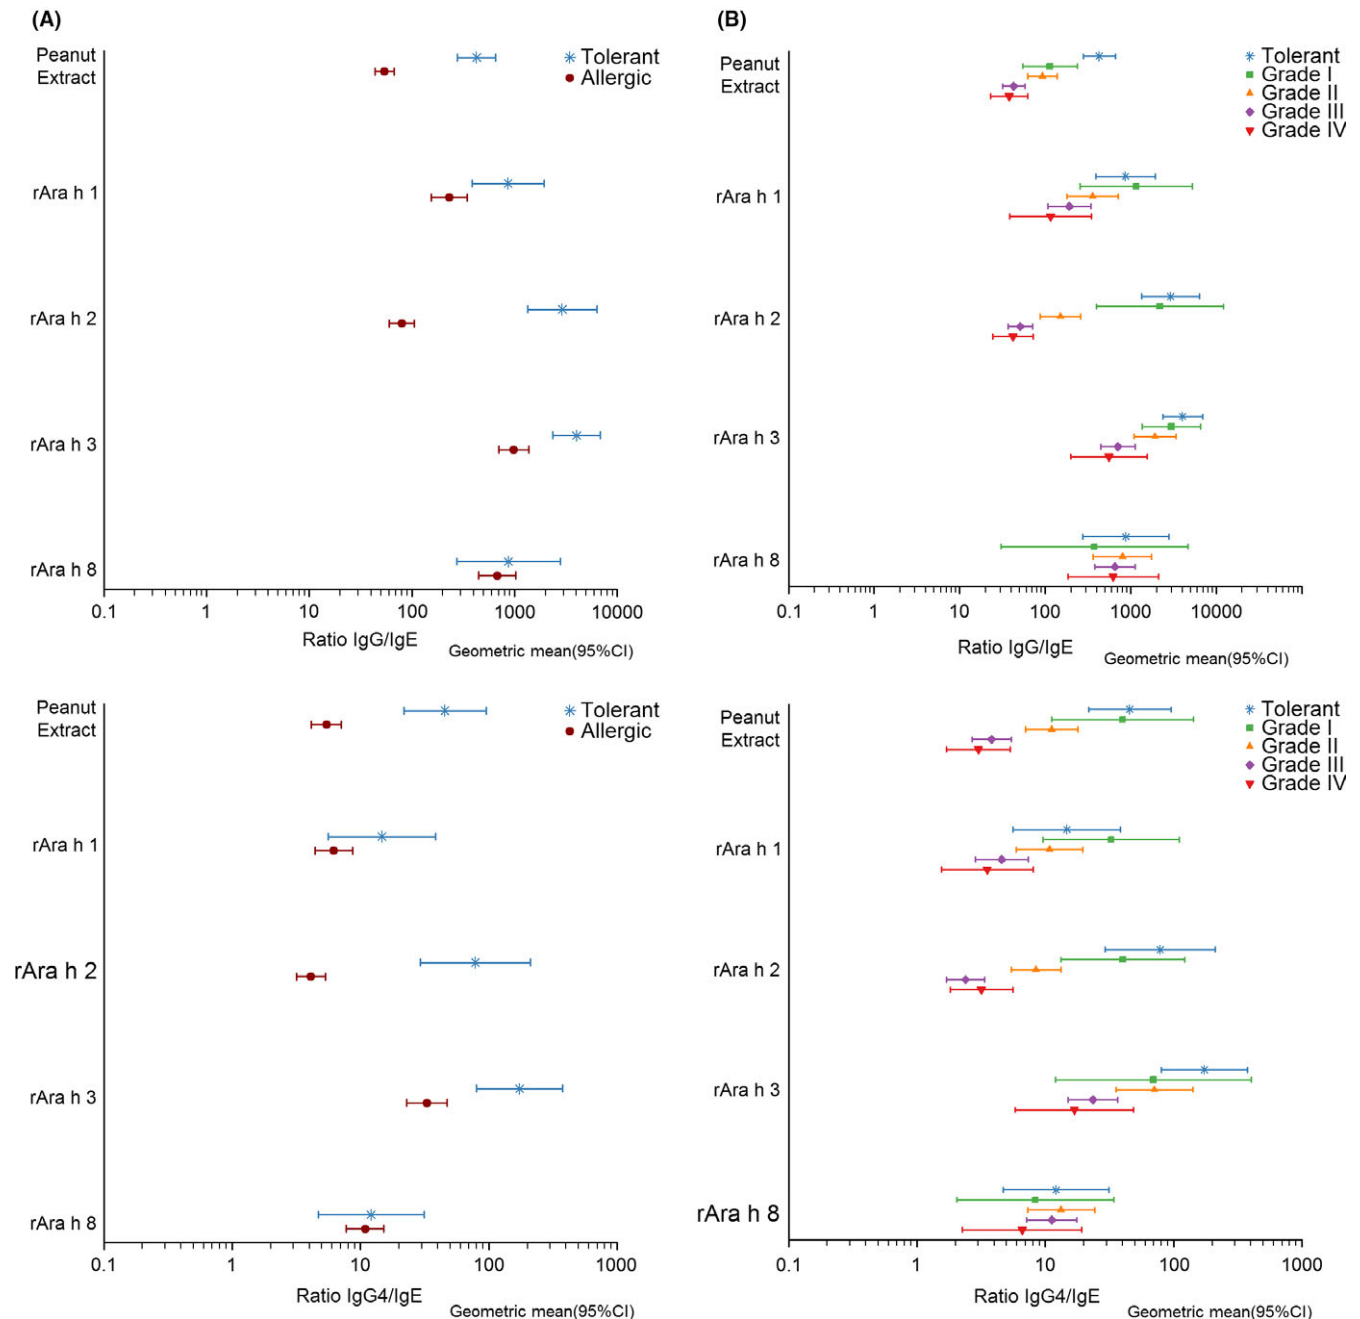 (A)
Peanut
Extract
rAra h 1
rAra h 2
rAra h 3
rAra h 8
Tolerant
Allergic
0.1 1 10 100 1000 10000
Ratio IgG/IgE
Geometric mean(95%CI)
(B)
Peanut
Extract
rAra h 1
rAra h 2
rAra h 3
rAra h 8
Tolerant
Grade I
Grade II
Grade III
Grade IV
0.1 1 10 100 1000 10000
Ratio IgG/IgE
Geometric mean(95%CI)
Peanut
Extract
rAra h 1
rAra h 2
rAra h 3
rAra h 8
Tolerant
Allergic
0.1 1 10 100 1000
Ratio IgG4/IgE
Geometric mean(95%CI)
Peanut
Extract
rAra h 1
rAra h 2
rAra h 3
rAra h 8
Tolerant
Grade I
Grade II
Grade III
Grade IV
0.1 1 10 100 1000
Ratio IgG4/IgE
Geometric mean(95%CI)